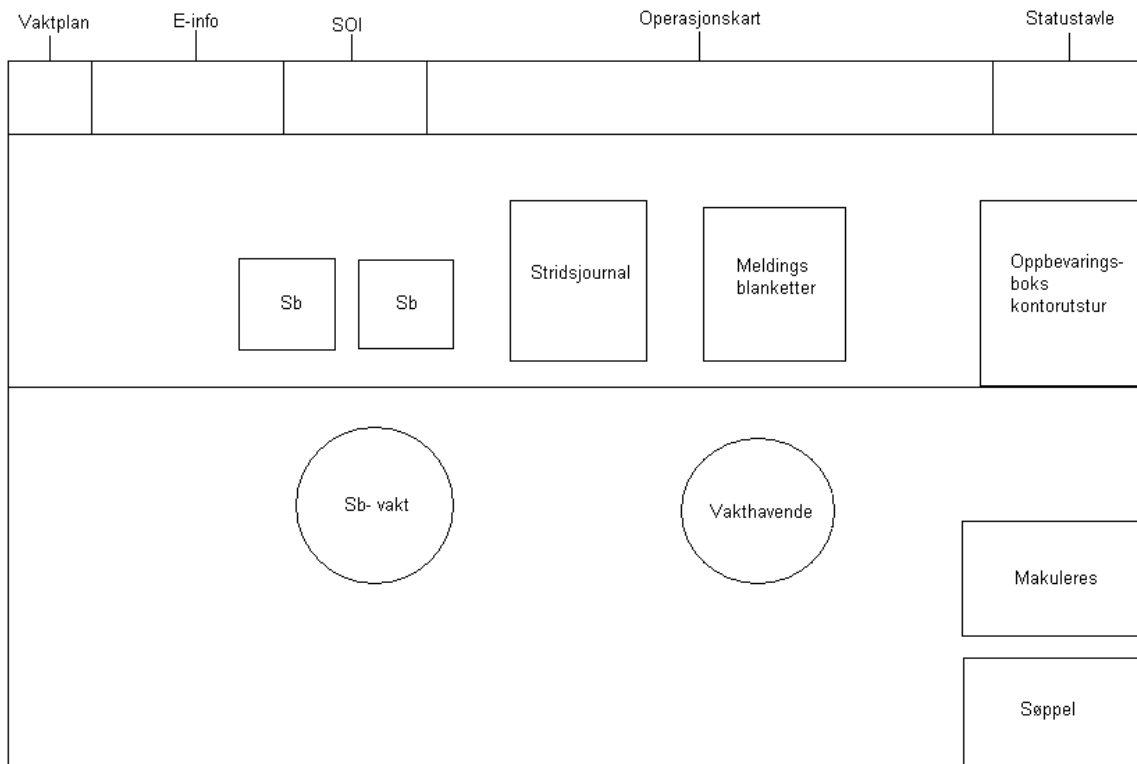 Vaktplan
E-info
SOI
Operasjonskart
Statustavle
Sb
Sb
Stridsjournal
Meldings
blanketter
Oppbevarings-
boks
kontorutstur
Sb- vakt
Vakthavende
Makuleres
Søppel